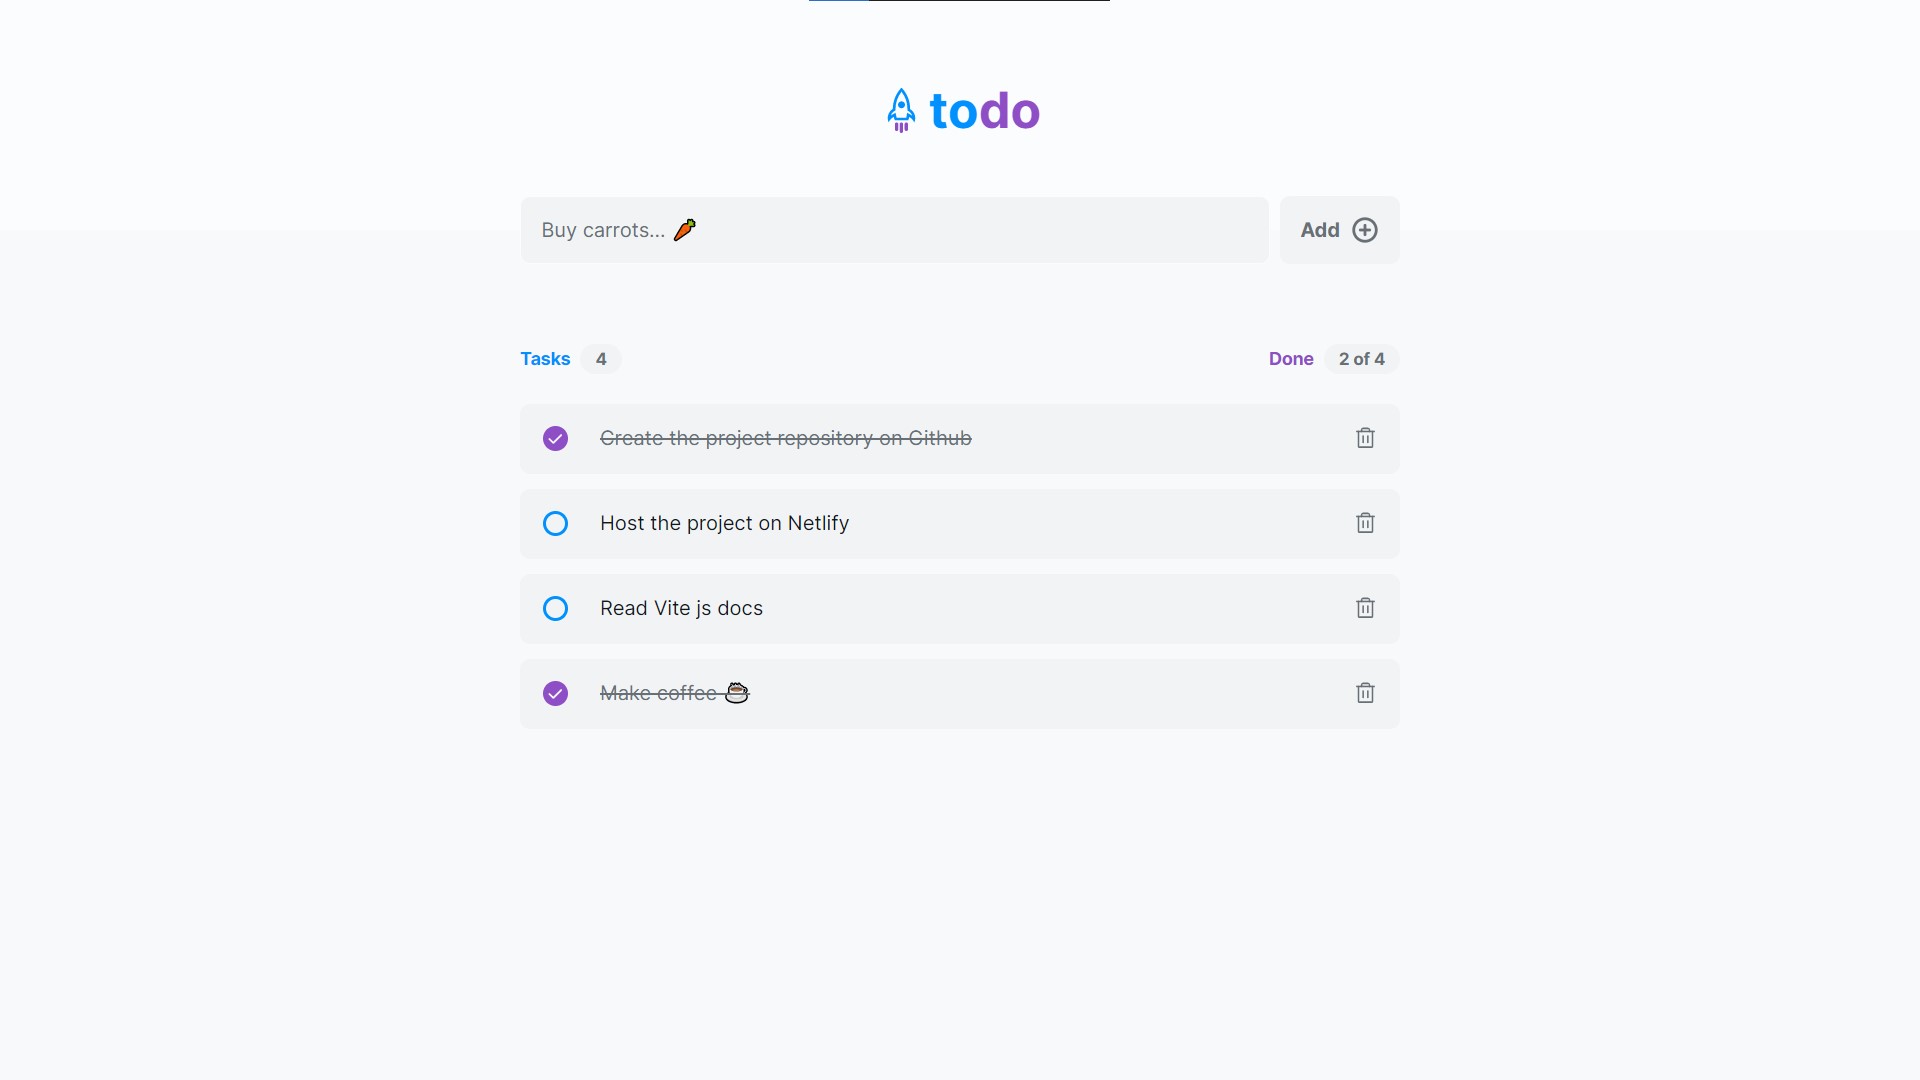 todo
Buy carrots... 🥕
Add
Tasks 4
Done 2 of 4
Create the project repository on Github
Host the project on Netlify
Read Vite js docs
Make coffee ☕